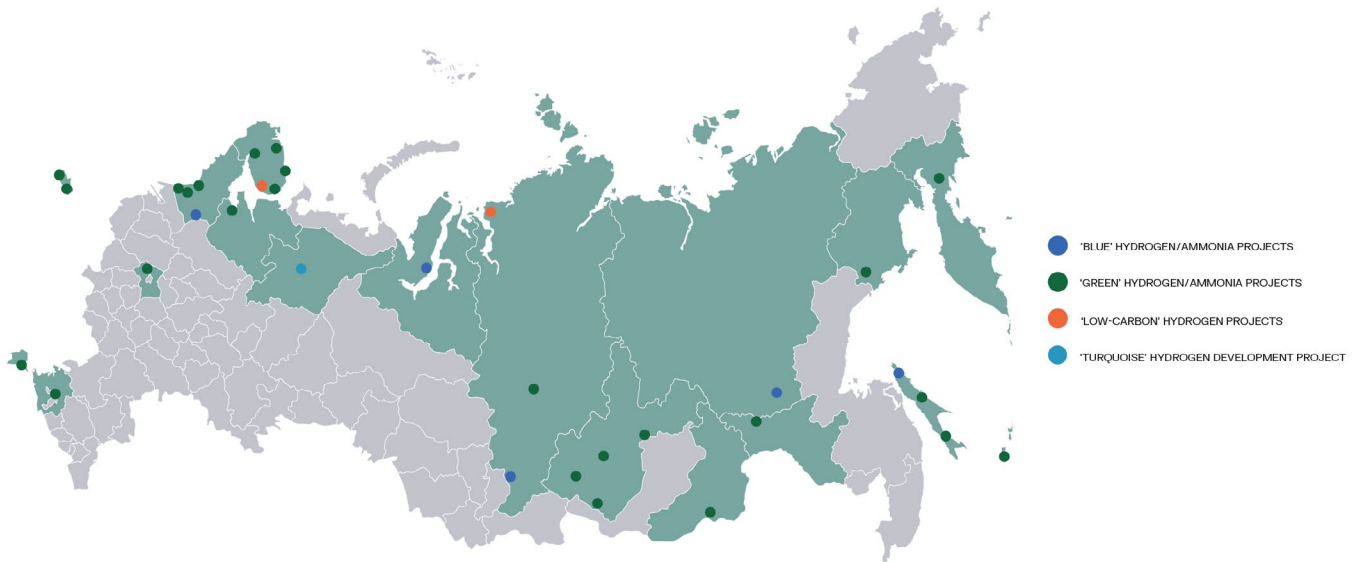 'BLUE' HYDROGEN/AMMONIA PROJECTS
'GREEN' HYDROGEN/AMMONIA PROJECTS
'LOW-CARBON' HYDROGEN PROJECTS
'TURQUOISE' HYDROGEN DEVELOPMENT PROJECT